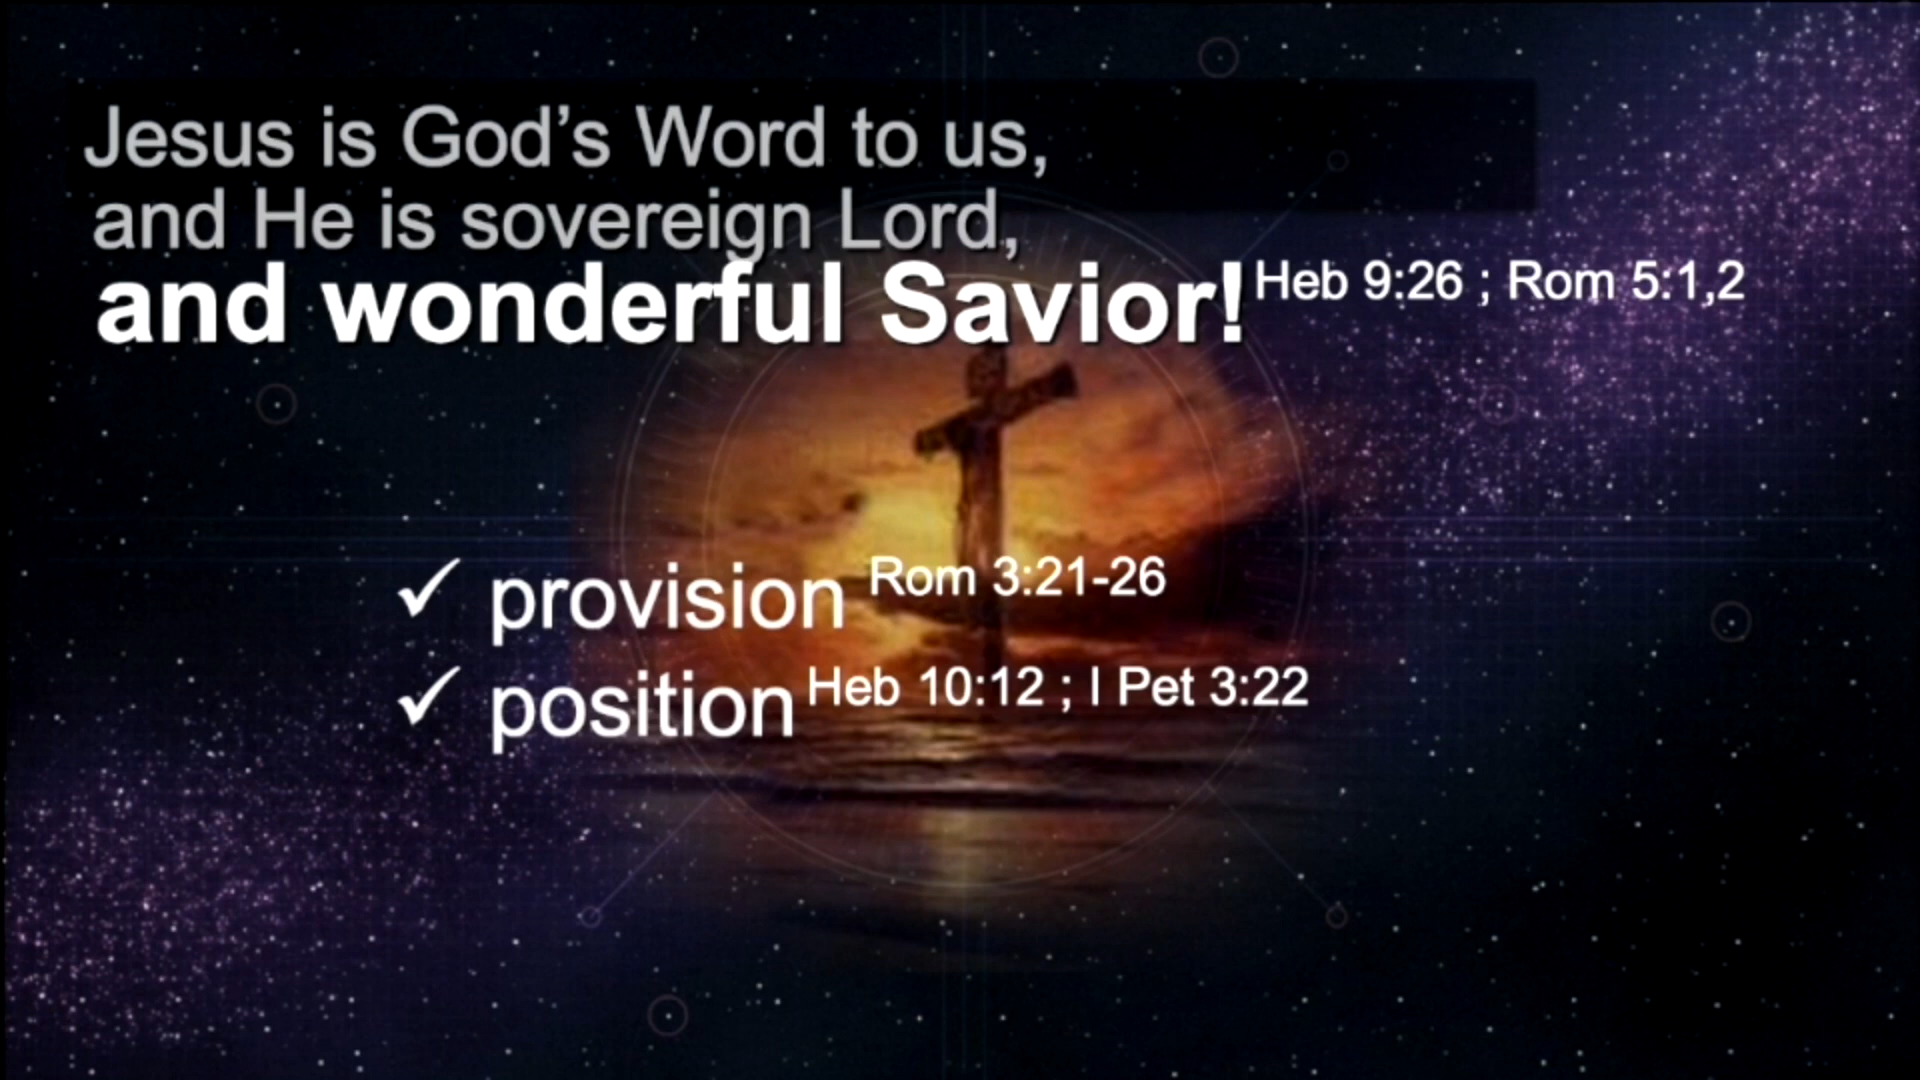 Jesus is God’s Word to us,
and He is sovereign Lord,
and wonderful Savior! Heb 9:26 ; Rom 5:1,2
✓ provision Rom 3:21-26
✓ position Heb 10:12 ; I Pet 3:22